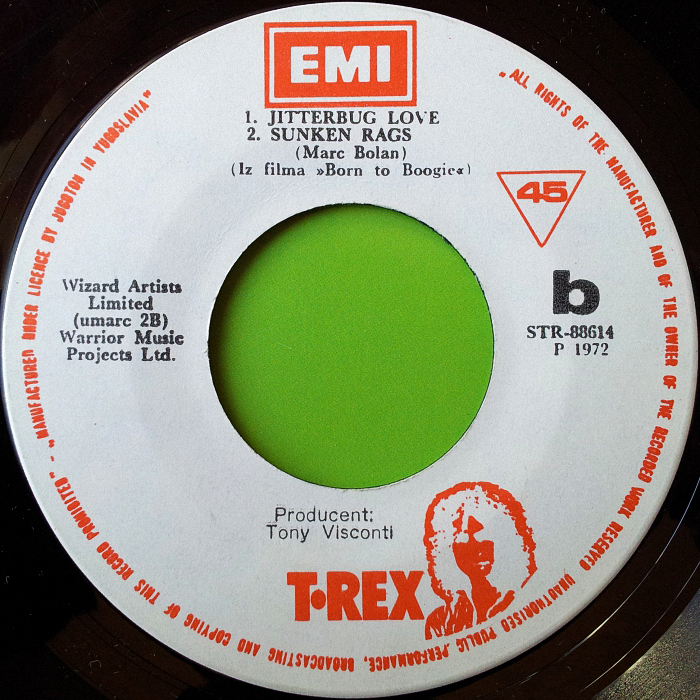 EMI
1. JITTERBUG LOVE
2. SUNKEN RAGS
(Marc Bolan)
(Iz filma »Born to Boogie«)
45
b
STR-88614
P 1972
Wizard Artists
Limited
(umarc 2B)
Warrior Music
Projects Ltd.
Producent:
Tony Visconti
T•REX
„ALL RIGHTS OF THE MANUFACTURER AND OF THE OWNER OF THE RECORDED WORK RESERVED UNAUTHORISED PUBLIC PERFORMANCE, BROADCASTING AND COPYING OF THIS RECORD PROHIBITED" - „MANUFACTURED UNDER LICENCE BY JUGOTON IN YUGOSLAVIA"